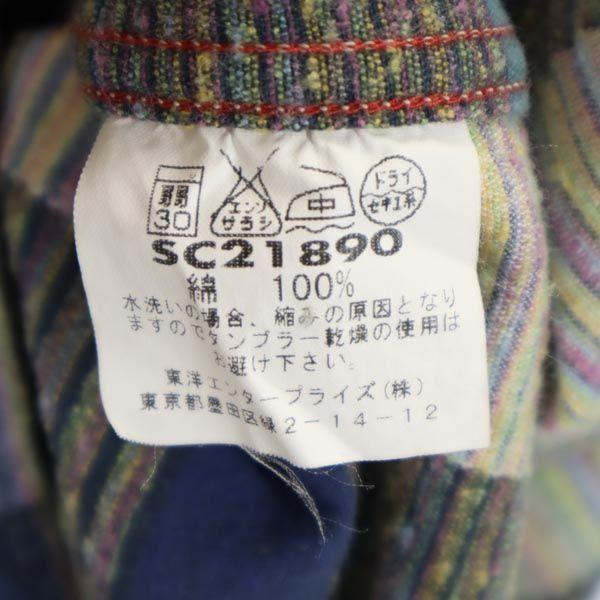 弱 30 エンソサラシ 中 ドライ セキユ系
SC21890
綿 100%
水洗いの場合、縮みの原因となり
ますのでタンブラー乾燥の使用は
お避け下さい。
東洋エンタープライズ(株)
東京都墨田区緑2-14-12